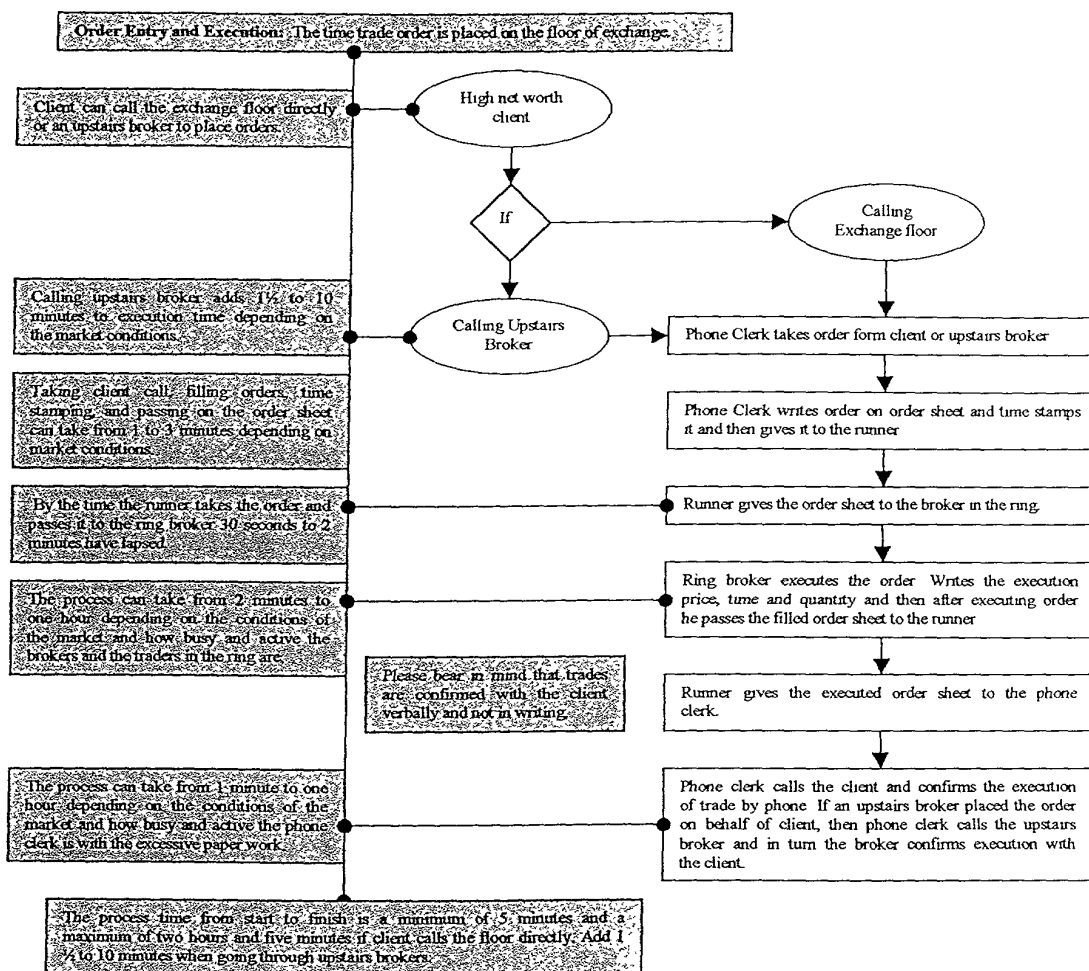 Order Entry and Execution: The time trade order is placed on the floor of exchange.
Client can call the exchange floor directly
or an upstairs broker to place orders.
High net worth
client
If
Calling
Exchange floor
Calling upstairs broker adds 1½ to 10
minutes to execution time depending on
the market conditions.
Calling Upstairs
Broker
Phone Clerk takes order form client or upstairs broker
Taking client call, filling orders, time
stamping, and passing on the order sheet
can take from 1 to 3 minutes depending on
market conditions.
Phone Clerk writes order on order sheet and time stamps
it and then gives it to the runner
By the time the runner takes the order and
passes it to the ring broker 30 seconds to 2
minutes have lapsed.
Runner gives the order sheet to the broker in the ring.
The process can take from 2 minutes to
one hour depending on the conditions of
the market and how busy and active the
brokers and the traders in the ring are.
Ring broker executes the order Writes the execution
price, time and quantity and then after executing order
he passes the filled order sheet to the runner
Please bear in mind that trades
are confirmed with the client
verbally and not in writing.
Runner gives the executed order sheet to the phone
clerk.
The process can take from 1 minute to one
hour depending on the conditions of the
market and how busy and active the phone
clerk is with the excessive paper work.
Phone clerk calls the client and confirms the execution
of trade by phone If an upstairs broker placed the order
on behalf of client, then phone clerk calls the upstairs
broker and in turn the broker confirms execution with
the client.
The process time from start to finish is a minimum of 5 minutes and a
maximum of two hours and five minutes if client calls the floor directly. Add 1
½ to 10 minutes when going through upstairs brokers.